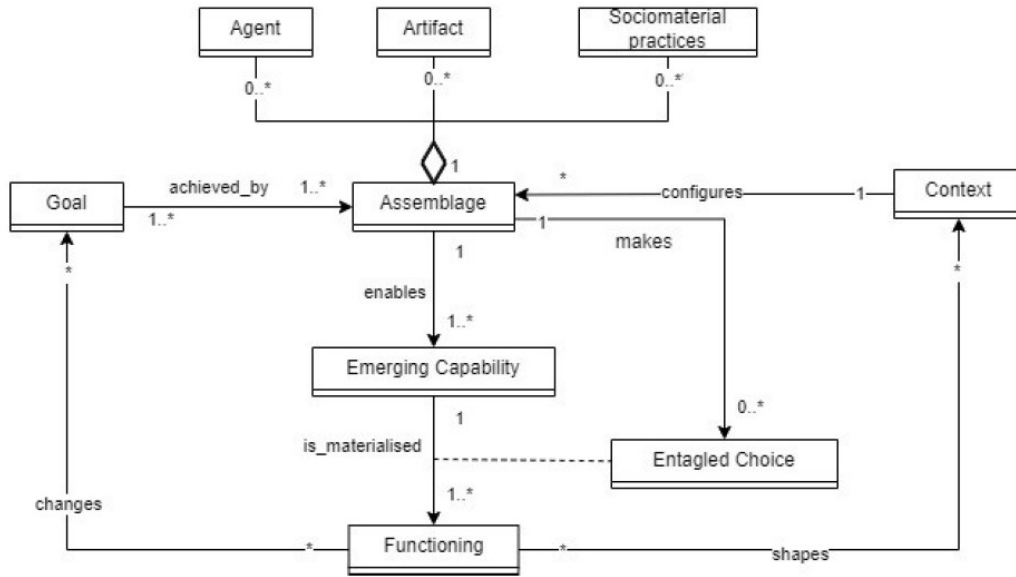 Agent
Artifact
Sociomaterial
practices
0..*
0..*
0..*
1
Goal
achieved_by
1..*
1..*
Assemblage
*
configures
1
Context
1
1
makes
*
*
enables
1..*
Emerging Capability
1
0..*
is_materialised
Entagled Choice
1..*
changes
*
Functioning
*
shapes